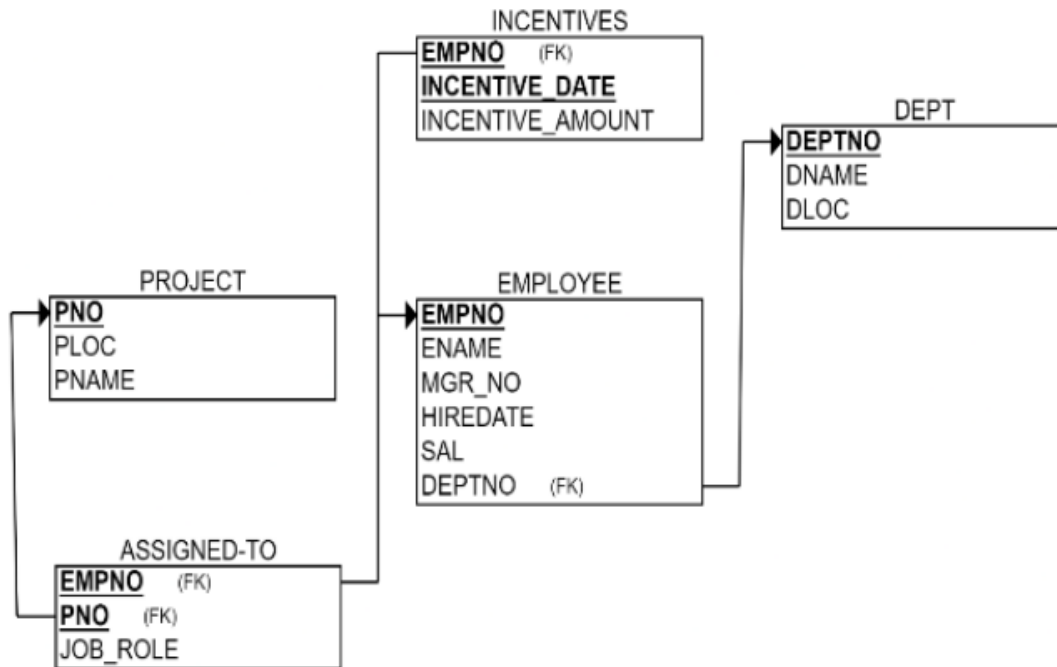 INCENTIVES
EMPNO (FK)
INCENTIVE_DATE
INCENTIVE_AMOUNT
DEPT
DEPTNO
DNAME
DLOC
PROJECT
PNO
PLOC
PNAME
EMPLOYEE
EMPNO
ENAME
MGR_NO
HIREDATE
SAL
DEPTNO (FK)
ASSIGNED-TO
EMPNO (FK)
PNO (FK)
JOB_ROLE